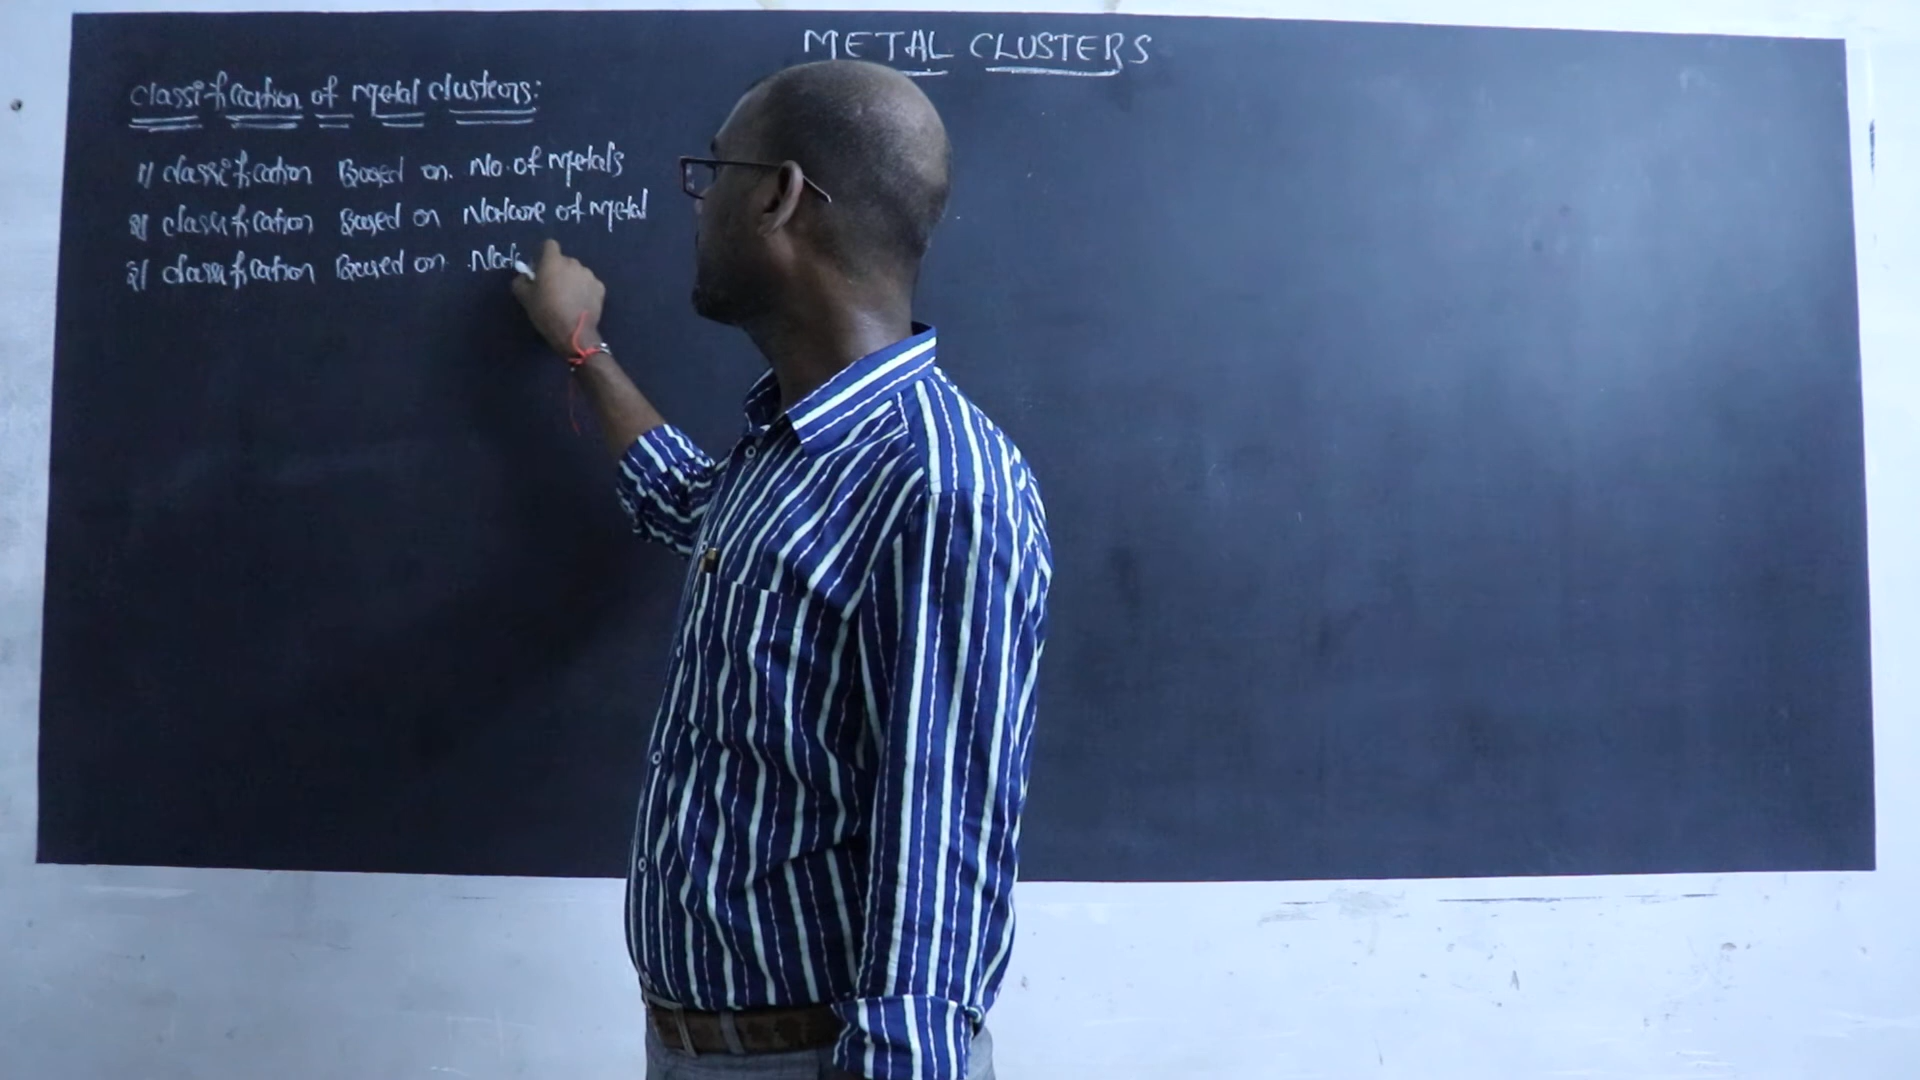 METAL CLUSTERS
Classification of Metal clusters:
1) classification Based on No. of Metals
2) classification Based on Nature of Metal
3) classification Based on Natu